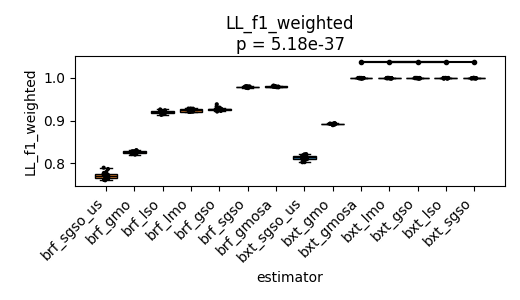 LL_f1_weighted
p = 5.18e-37
LL_f1_weighted
1.0
0.9
0.8
brf_sgso_us
brf_gmo
brf_lso
brf_lmo
brf_gso
brf_sgso
brf_gmosa
bxt_sgso_us
bxt_gmo
bxt_gmosa
bxt_lmo
bxt_gso
bxt_lso
bxt_sgso
estimator